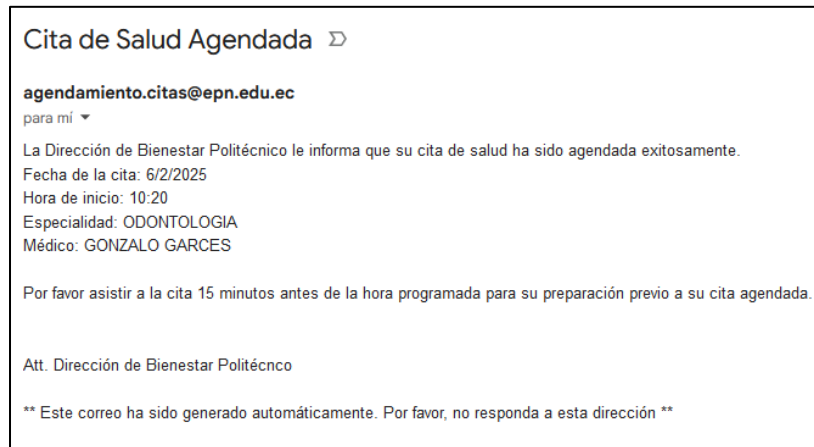 Cita de Salud Agendada
agendamiento.citas@epn.edu.ec
para mí
La Dirección de Bienestar Politécnico le informa que su cita de salud ha sido agendada exitosamente.
Fecha de la cita: 6/2/2025
Hora de inicio: 10:20
Especialidad: ODONTOLOGIA
Médico: GONZALO GARCES
Por favor asistir a la cita 15 minutos antes de la hora programada para su preparación previo a su cita agendada.
Att. Dirección de Bienestar Politécnco
** Este correo ha sido generado automáticamente. Por favor, no responda a esta dirección **